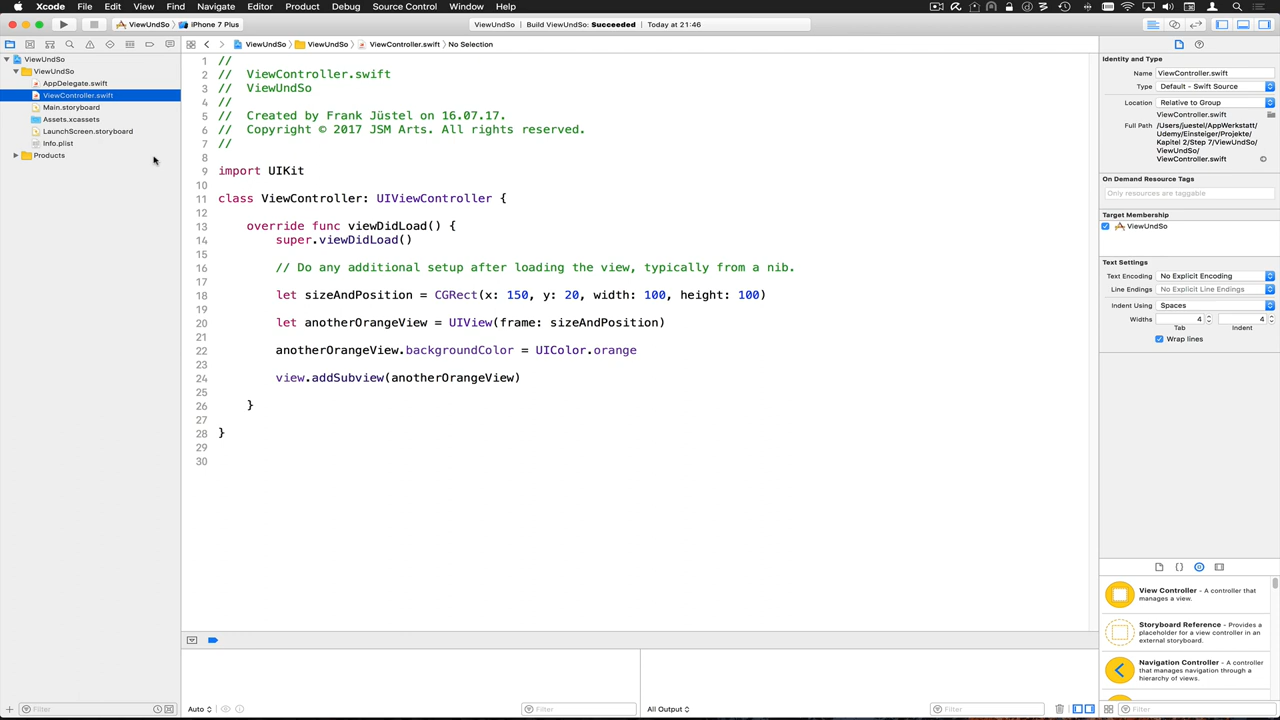 Xcode File Edit View Find Navigate Editor Product Debug Source Control Window Help
ViewUndSo iPhone 7 Plus ViewUndSo | Build ViewUndSo: Succeeded | Today at 21:46
ViewUndSo ViewUndSo ViewController.swift No Selection
ViewUndSo
ViewUndSo
AppDelegate.swift
ViewController.swift
Main.storyboard
Assets.xcassets
LaunchScreen.storyboard
Info.plist
Products
Filter
1 //
2 // ViewController.swift
3 // ViewUndSo
4 //
5 // Created by Frank Jüstel on 16.07.17.
6 // Copyright © 2017 JSM Arts. All rights reserved.
7 //
8
9 import UIKit
10
11 class ViewController: UIViewController {
12
13 override func viewDidLoad() {
14 super.viewDidLoad()
15
16 // Do any additional setup after loading the view, typically from a nib.
17
18 let sizeAndPosition = CGRect(x: 150, y: 20, width: 100, height: 100)
19
20 let anotherOrangeView = UIView(frame: sizeAndPosition)
21
22 anotherOrangeView.backgroundColor = UIColor.orange
23
24 view.addSubview(anotherOrangeView)
25
26 }
27
28 }
29
30
Auto Filter All Output Filter
Identity and Type
Name ViewController.swift
Type Default - Swift Source
Location Relative to Group
ViewController.swift
Full Path /Users/juestel/AppWerkstatt/
Udemy/Einsteiger/Projekte/
Kapitel 2/Step 7/ViewUndSo/
ViewUndSo/
ViewController.swift
On Demand Resource Tags
Only resources are taggable
Target Membership
ViewUndSo
Text Settings
Text Encoding No Explicit Encoding
Line Endings No Explicit Line Endings
Indent Using Spaces
Widths 4 4
Tab Indent
Wrap lines
View Controller - A controller that
manages a view.
Storyboard Reference - Provides a
placeholder for a view controller in an
external storyboard.
Navigation Controller - A controller
that manages navigation through a
hierarchy of views.
Filter